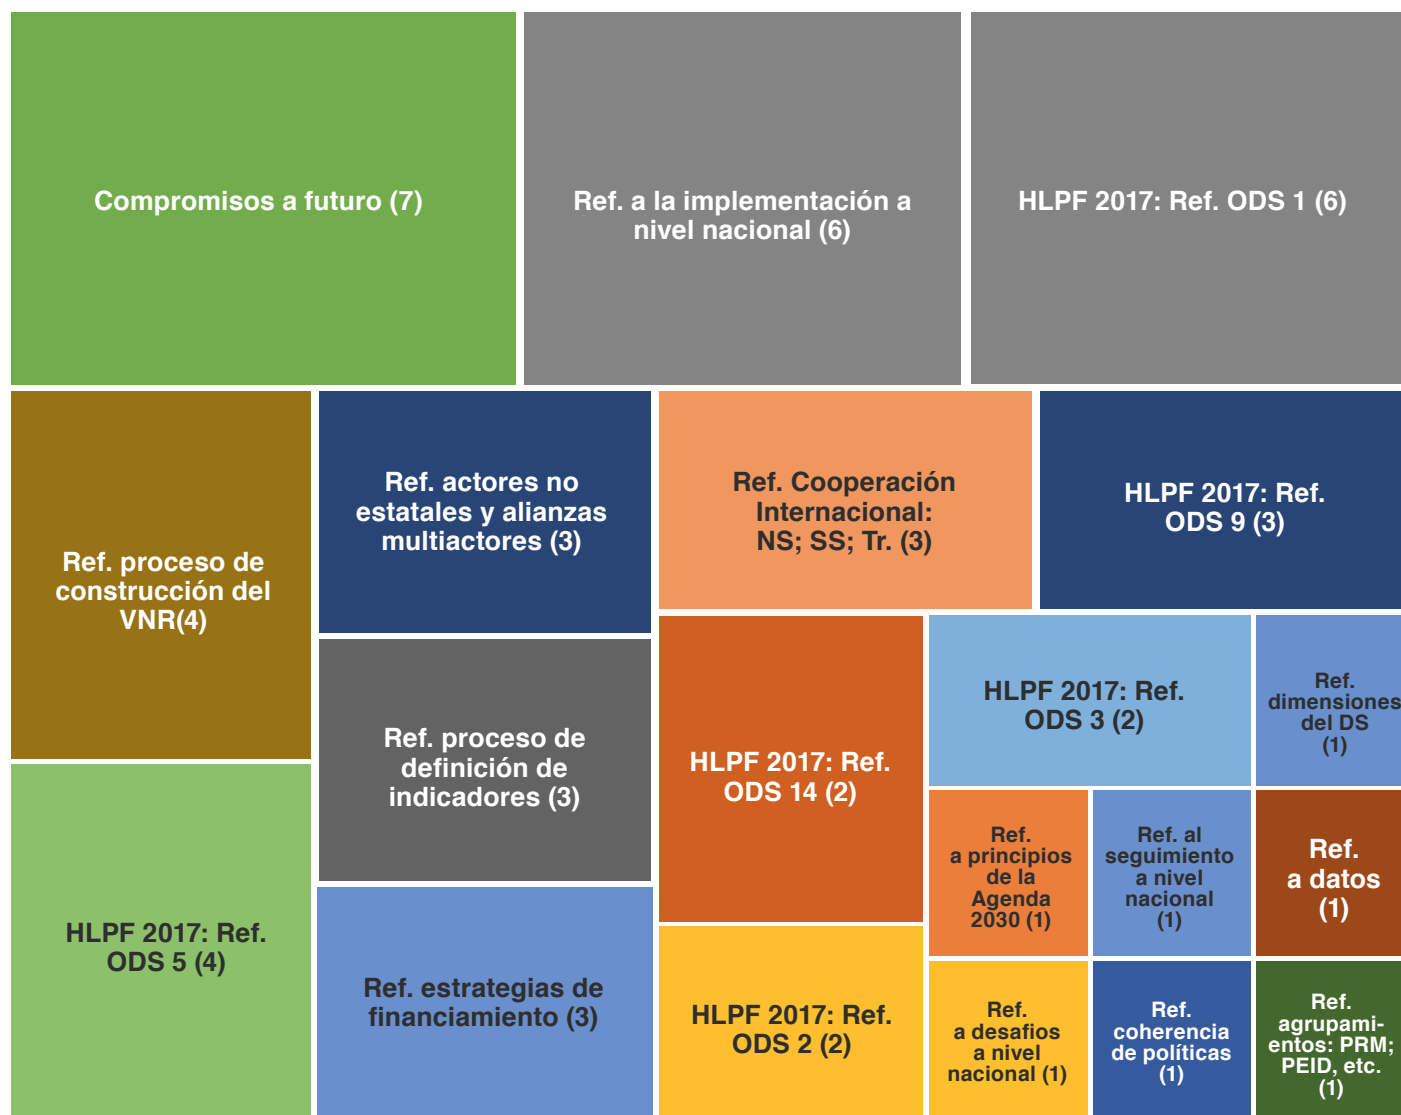 Compromisos a futuro (7)
Ref. a la implementación a
nivel nacional (6)
HLPF 2017: Ref. ODS 1 (6)
Ref. proceso de
construcción del
VNR(4)
Ref. actores no
estatales y alianzas
multiactores (3)
Ref. Cooperación
Internacional:
NS; SS; Tr. (3)
HLPF 2017: Ref.
ODS 9 (3)
Ref. proceso de
definición de
indicadores (3)
HLPF 2017: Ref.
ODS 14 (2)
HLPF 2017: Ref.
ODS 3 (2)
Ref.
dimensiones
del DS
(1)
Ref.
a principios
de la
Agenda
2030 (1)
Ref. al
seguimiento
a nivel
nacional
(1)
Ref.
a datos
(1)
HLPF 2017: Ref.
ODS 5 (4)
Ref. estrategias de
financiamiento (3)
HLPF 2017: Ref.
ODS 2 (2)
Ref.
a desafios
a nivel
nacional (1)
Ref.
coherencia
de políticas
(1)
Ref.
agrupami-
entos: PRM;
PEID, etc.
(1)